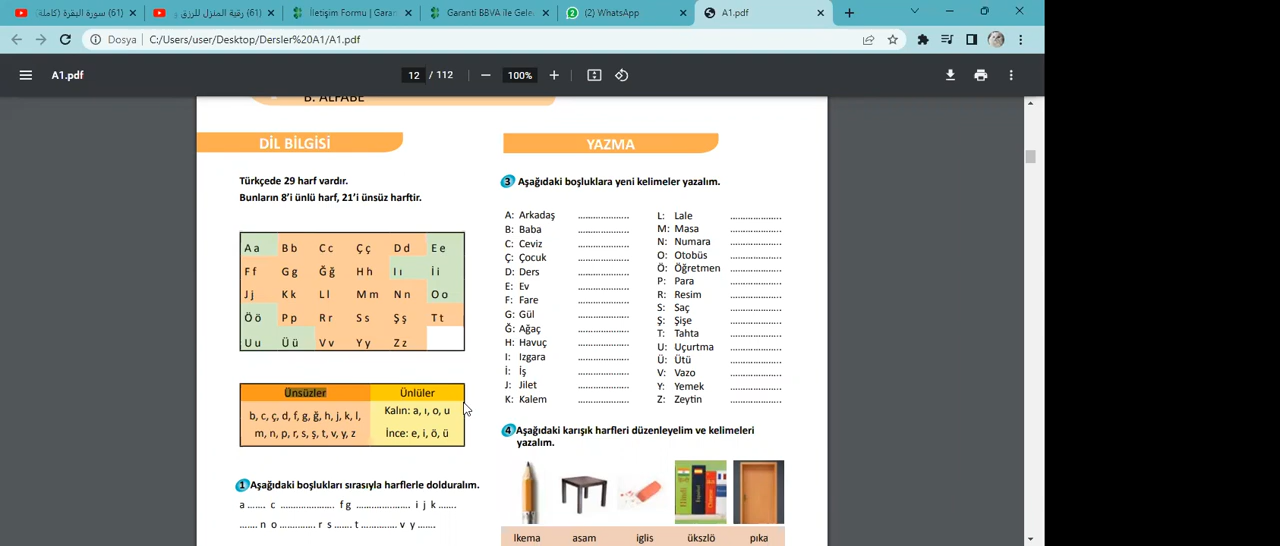 (61) سورة البقرة (كاملة)
(61) رقية المنزل للرزق و
İletişim Formu | Garan
Garanti BBVA'ile Gele
(2) WhatsApp
A1.pdf
Dosya | C:/Users/user/Desktop/Dersler%20A1/A1.pdf
A1.pdf
12 / 112
100%
B. ALFABE
DİL BİLGİSİ
Türkçede 29 harf vardır.
Bunların 8'i ünlü harf, 21'i ünsüz harftir.
A a B b C c Ç ç D d E e
F f G g Ğ ğ H h I ı İ i
J j K k L l M m N n O o
Ö ö P p R r S s Ş ş T t
U u Ü ü V v Y y Z z
Ünsüzler Ünlüler
b, c, ç, d, f, g, ğ, h, j, k, l,
m, n, p, r, s, ş, t, v, y, z
Kalın: a, ı, o, u
İnce: e, i, ö, ü
1 Aşağıdaki boşlukları sırasıyla harflerle dolduralım.
a ....... c ..................... f g ..................... i j k .......
....... n o .............. r s ....... t .............. v y .......
YAZMA
3 Aşağıdaki boşluklara yeni kelimeler yazalım.
A: Arkadaş ....................
B: Baba ....................
C: Ceviz ....................
Ç: Çocuk ....................
D: Ders ....................
E: Ev ....................
F: Fare ....................
G: Gül ....................
Ğ: Ağaç ....................
H: Havuç ....................
I: Izgara ....................
İ: İş ....................
J: Jilet ....................
K: Kalem ....................
L: Lale ....................
M: Masa ....................
N: Numara ....................
O: Otobüs ....................
Ö: Öğretmen ....................
P: Para ....................
R: Resim ....................
S: Saç ....................
Ş: Şişe ....................
T: Tahta ....................
U: Uçurtma ....................
Ü: Ütü ....................
V: Vazo ....................
Y: Yemek ....................
Z: Zeytin ....................
4 Aşağıdaki karışık harfleri düzenleyelim ve kelimeleri
yazalım.
lkema asam iglis ükszlö pıka